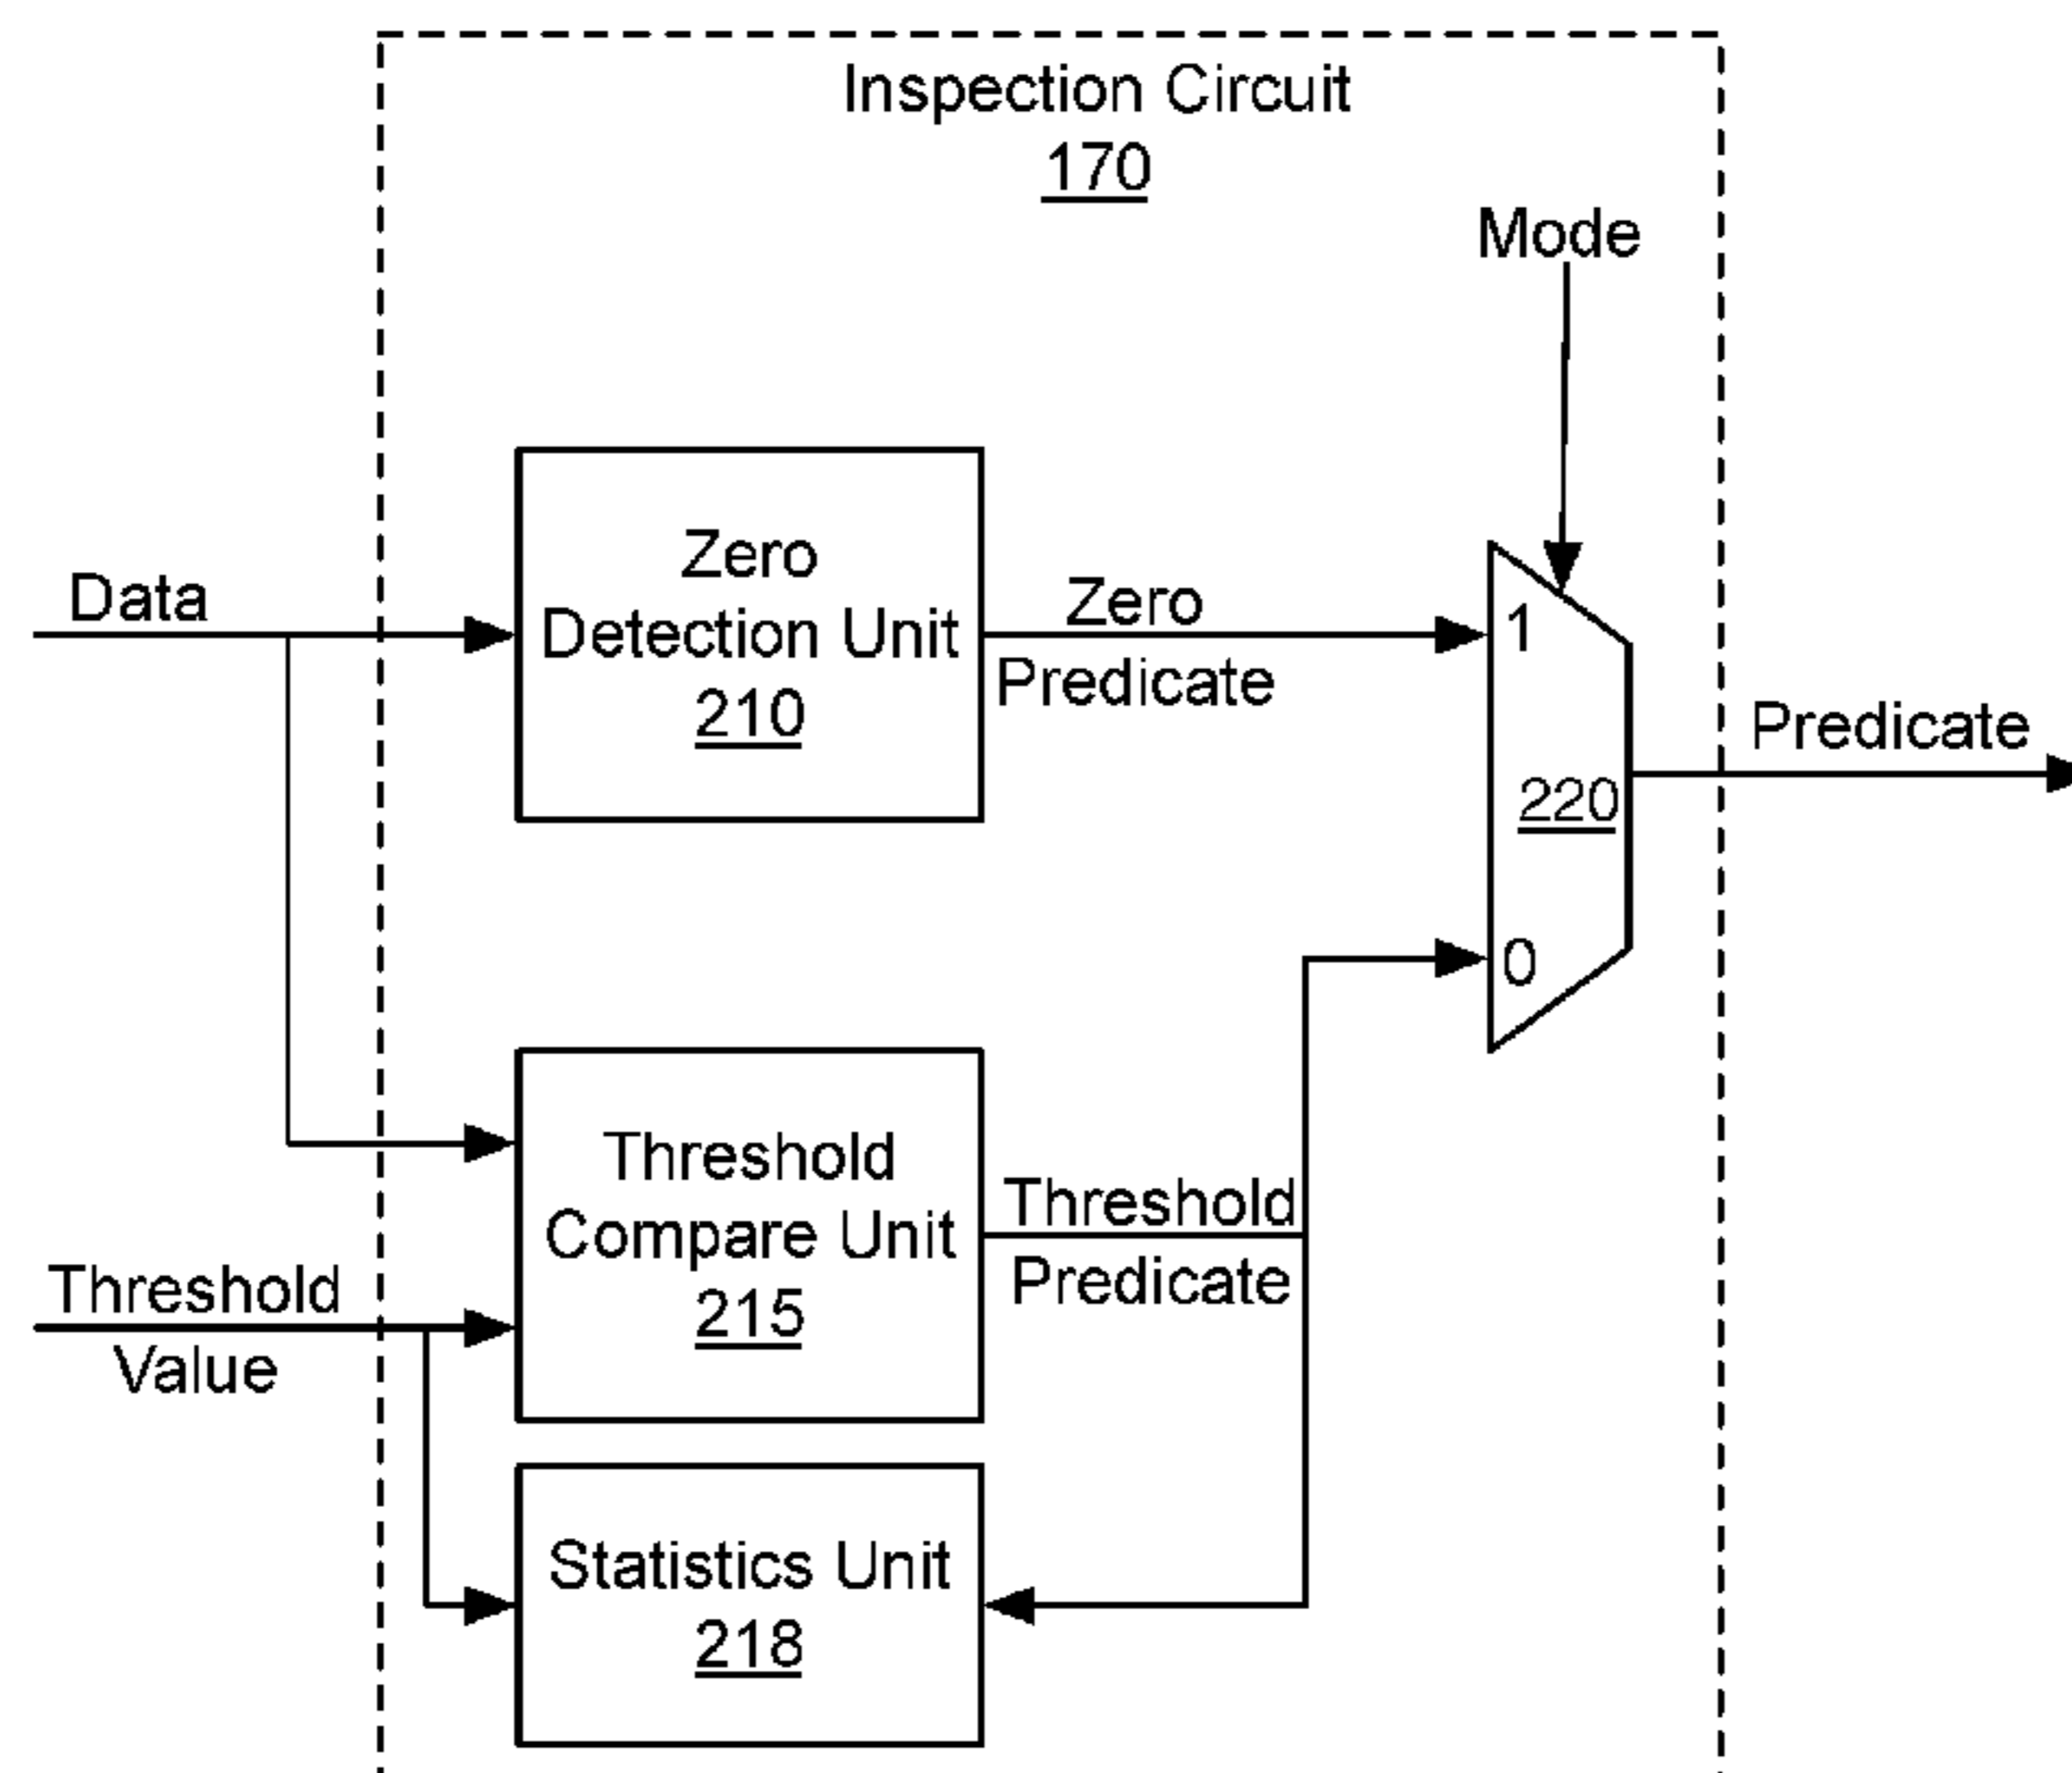 Inspection Circuit
170
Mode
Data
Zero
Detection Unit
210
Zero
Predicate
1
Predicate
220
0
Threshold
Compare Unit
215
Threshold
Predicate
Threshold
Value
Statistics Unit
218